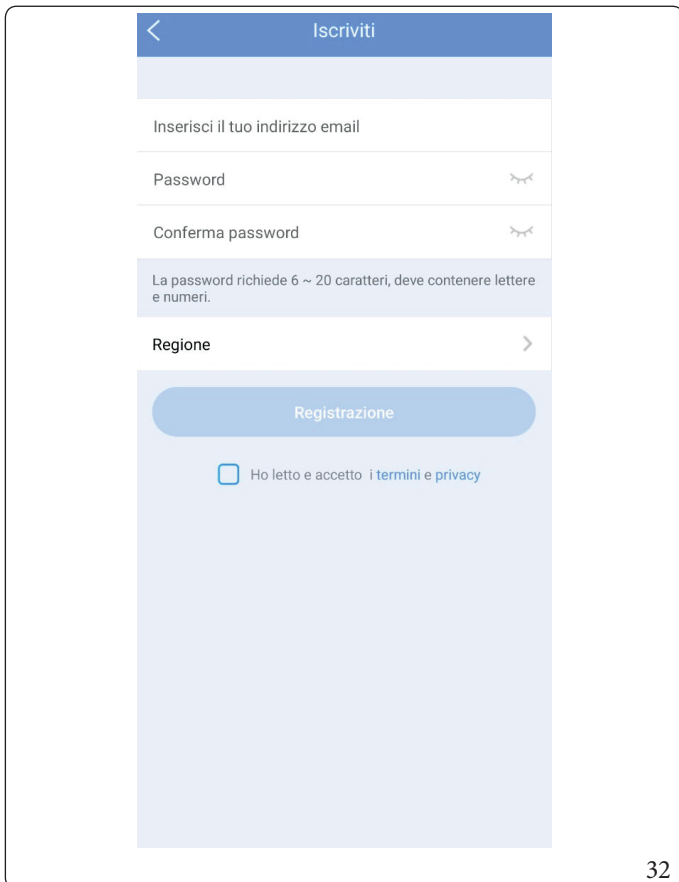 Iscriviti
Inserisci il tuo indirizzo email
Password
Conferma password
La password richiede 6 ~ 20 caratteri, deve contenere lettere
e numeri.
Regione
Registrazione
Ho letto e accetto i termini e privacy
32